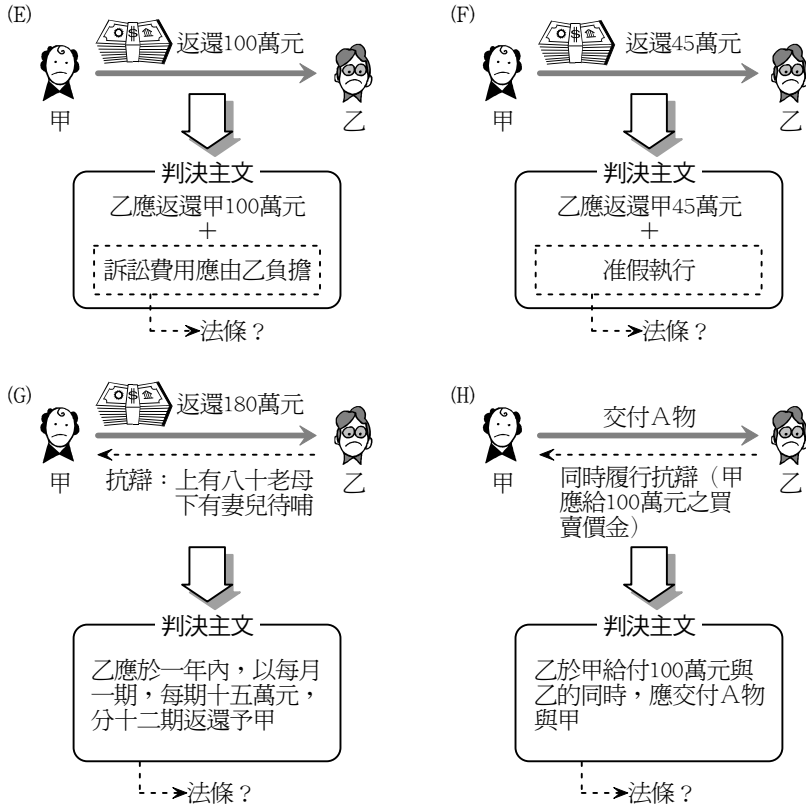 (E)
返還100萬元
甲
乙
判決主文
乙應返還甲100萬元
+
訴訟費用應由乙負擔
法條？
(F)
返還45萬元
甲
乙
判決主文
乙應返還甲45萬元
+
准假執行
法條？
(G)
返還180萬元
甲
抗辯：上有八十老母
下有妻兒待哺
乙
判決主文
乙應於一年內，以每月
一期，每期十五萬元，
分十二期返還予甲
法條？
(H)
交付A物
甲
同時履行抗辯（甲
應給100萬元之買
賣價金）
乙
判決主文
乙於甲給付100萬元與
乙的同時，應交付A物
與甲
法條？